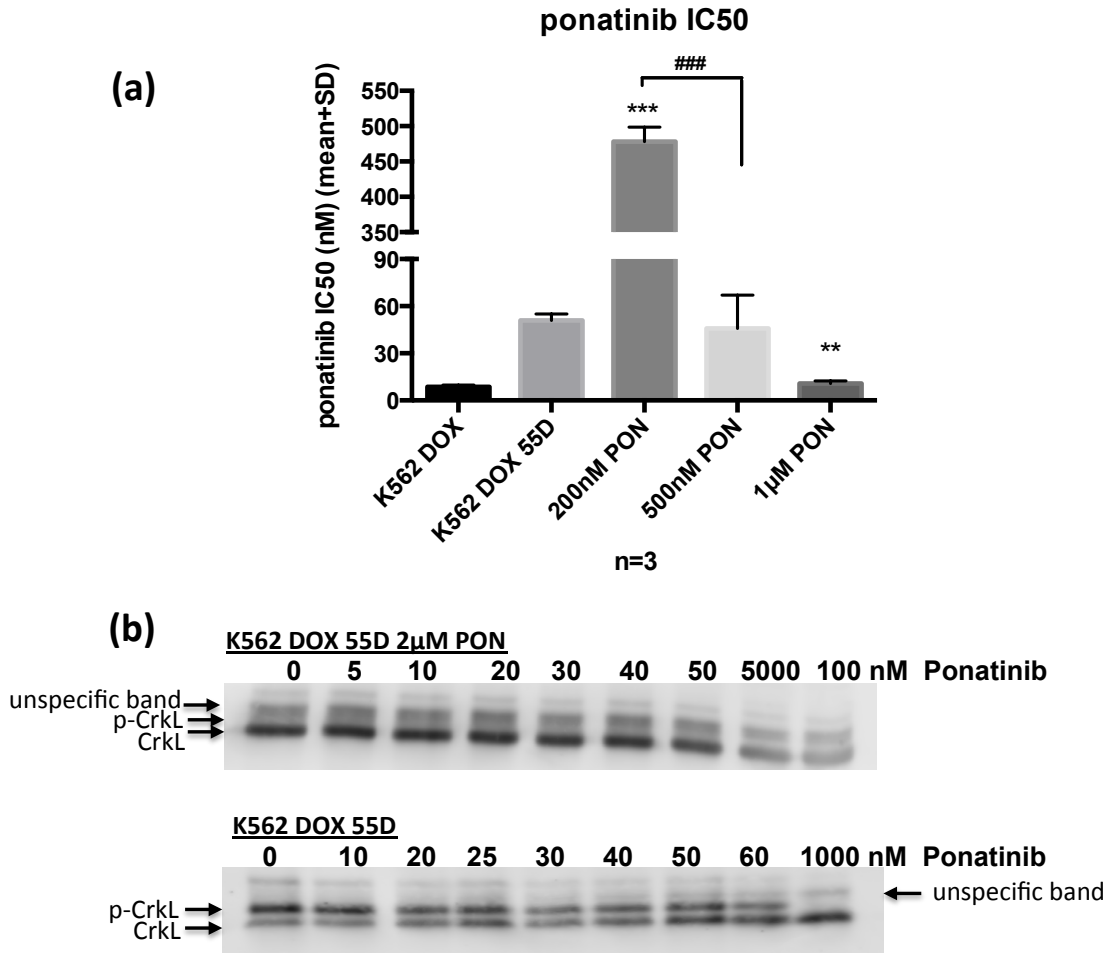 ponatinib IC50
(a)
ponatinib IC50 (nM) (mean+SD)
550
500
450
400
350
90
60
30
0
***
###
**
K562 DOX
K562 DOX 55D
200nM PON
500nM PON
1µM PON
n=3
(b)
K562 DOX 55D 2µM PON
0 5 10 20 30 40 50 5000 100 nM Ponatinib
unspecific band
p-CrkL
CrkL
K562 DOX 55D
0 10 20 25 30 40 50 60 1000 nM Ponatinib
unspecific band
p-CrkL
CrkL